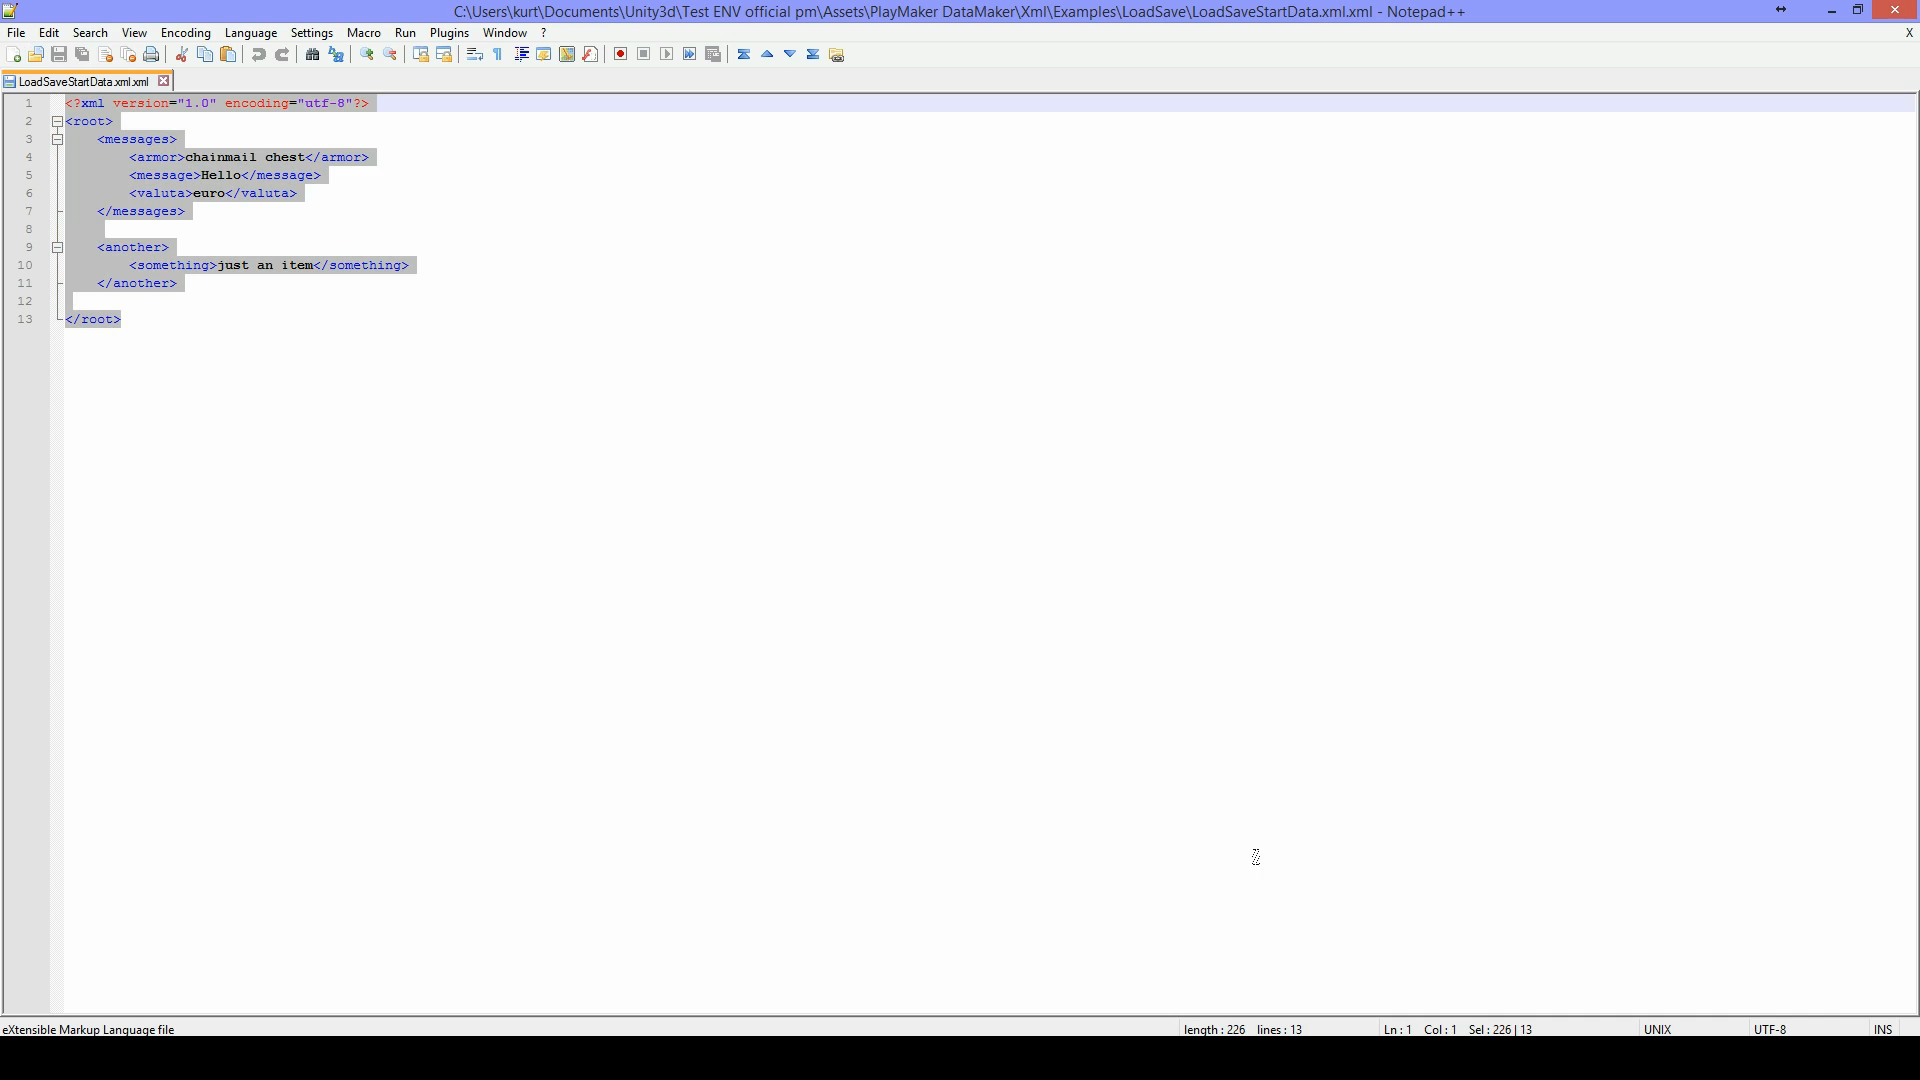 C:\Users\kurt\Documents\Unity3d\Test ENV official pm\Assets\PlayMaker DataMaker\Xml\Examples\LoadSave\LoadSaveStartData.xml.xml - Notepad++
File Edit Search View Encoding Language Settings Macro Run Plugins Window ? X
LoadSaveStartData.xml.xml
1 <?xml version="1.0" encoding="utf-8"?>
2 <root>
3 <messages>
4 <armor>chainmail chest</armor>
5 <message>Hello</message>
6 <valuta>euro</valuta>
7 </messages>
8
9 <another>
10 <something>just an item</something>
11 </another>
12
13 </root>
eXtensible Markup Language file length : 226 lines : 13 Ln : 1 Col : 1 Sel : 226 | 13 UNIX UTF-8 INS